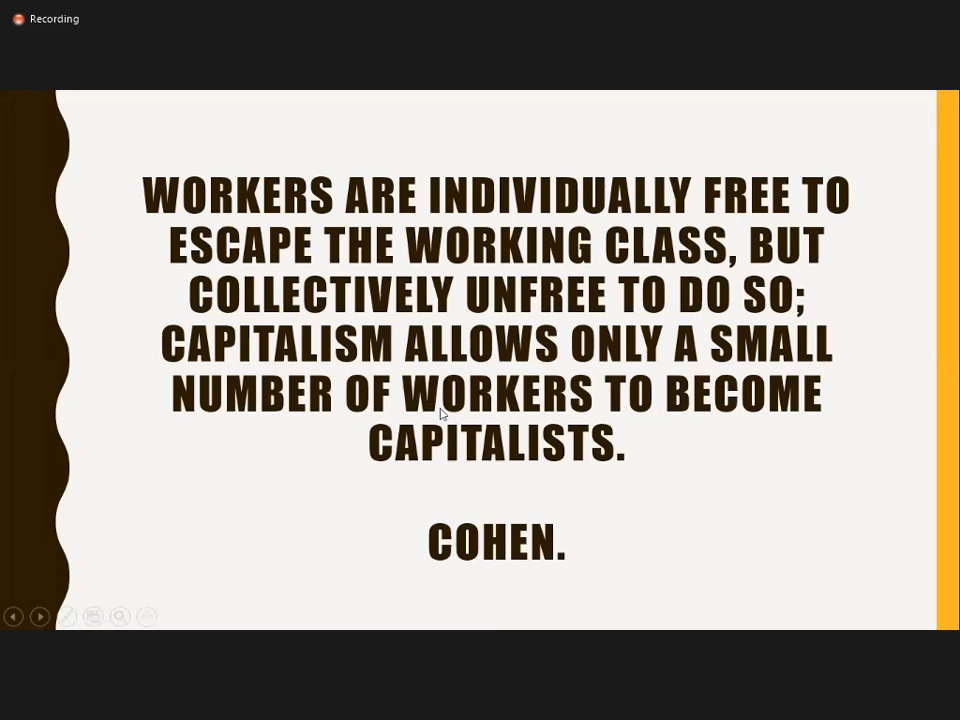 Recording
WORKERS ARE INDIVIDUALLY FREE TO
ESCAPE THE WORKING CLASS, BUT
COLLECTIVELY UNFREE TO DO SO;
CAPITALISM ALLOWS ONLY A SMALL
NUMBER OF WORKERS TO BECOME
CAPITALISTS.
COHEN.